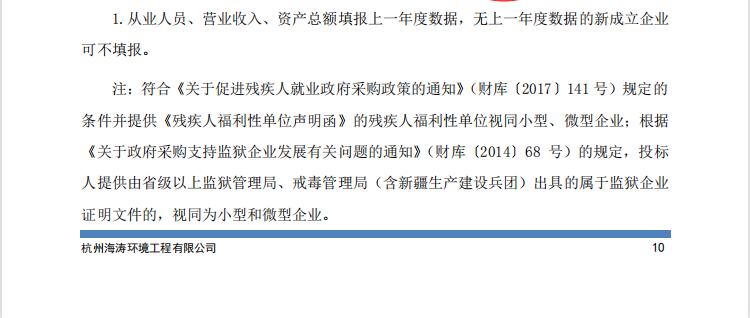 1. 从业人员、营业收入、资产总额填报上一年度数据，无上一年度数据的新成立企业
可不填报。
注：符合《关于促进残疾人就业政府采购政策的通知》（财库〔2017〕141 号）规定的
条件并提供《残疾人福利性单位声明函》的残疾人福利性单位视同小型、微型企业；根据
《关于政府采购支持监狱企业发展有关问题的通知》（财库〔2014〕68 号）的规定，投标
人提供由省级以上监狱管理局、戒毒管理局（含新疆生产建设兵团）出具的属于监狱企业
证明文件的，视同为小型和微型企业。
杭州海涛环境工程有限公司 10